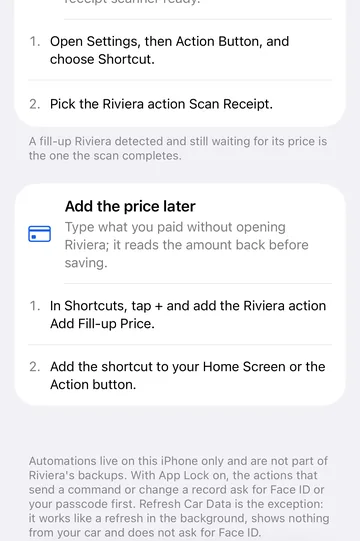 receipt scanner ready.
1. Open Settings, then Action Button, and
choose Shortcut.
2. Pick the Riviera action Scan Receipt.
A fill-up Riviera detected and still waiting for its price is
the one the scan completes.
Add the price later
Type what you paid without opening
Riviera; it reads the amount back before
saving.
1. In Shortcuts, tap + and add the Riviera action
Add Fill-up Price.
2. Add the shortcut to your Home Screen or the
Action button.
Automations live on this iPhone only and are not part of
Riviera's backups. With App Lock on, the actions that
send a command or change a record ask for Face ID or
your passcode first. Refresh Car Data is the exception:
it works like a refresh in the background, shows nothing
from your car and does not ask for Face ID.